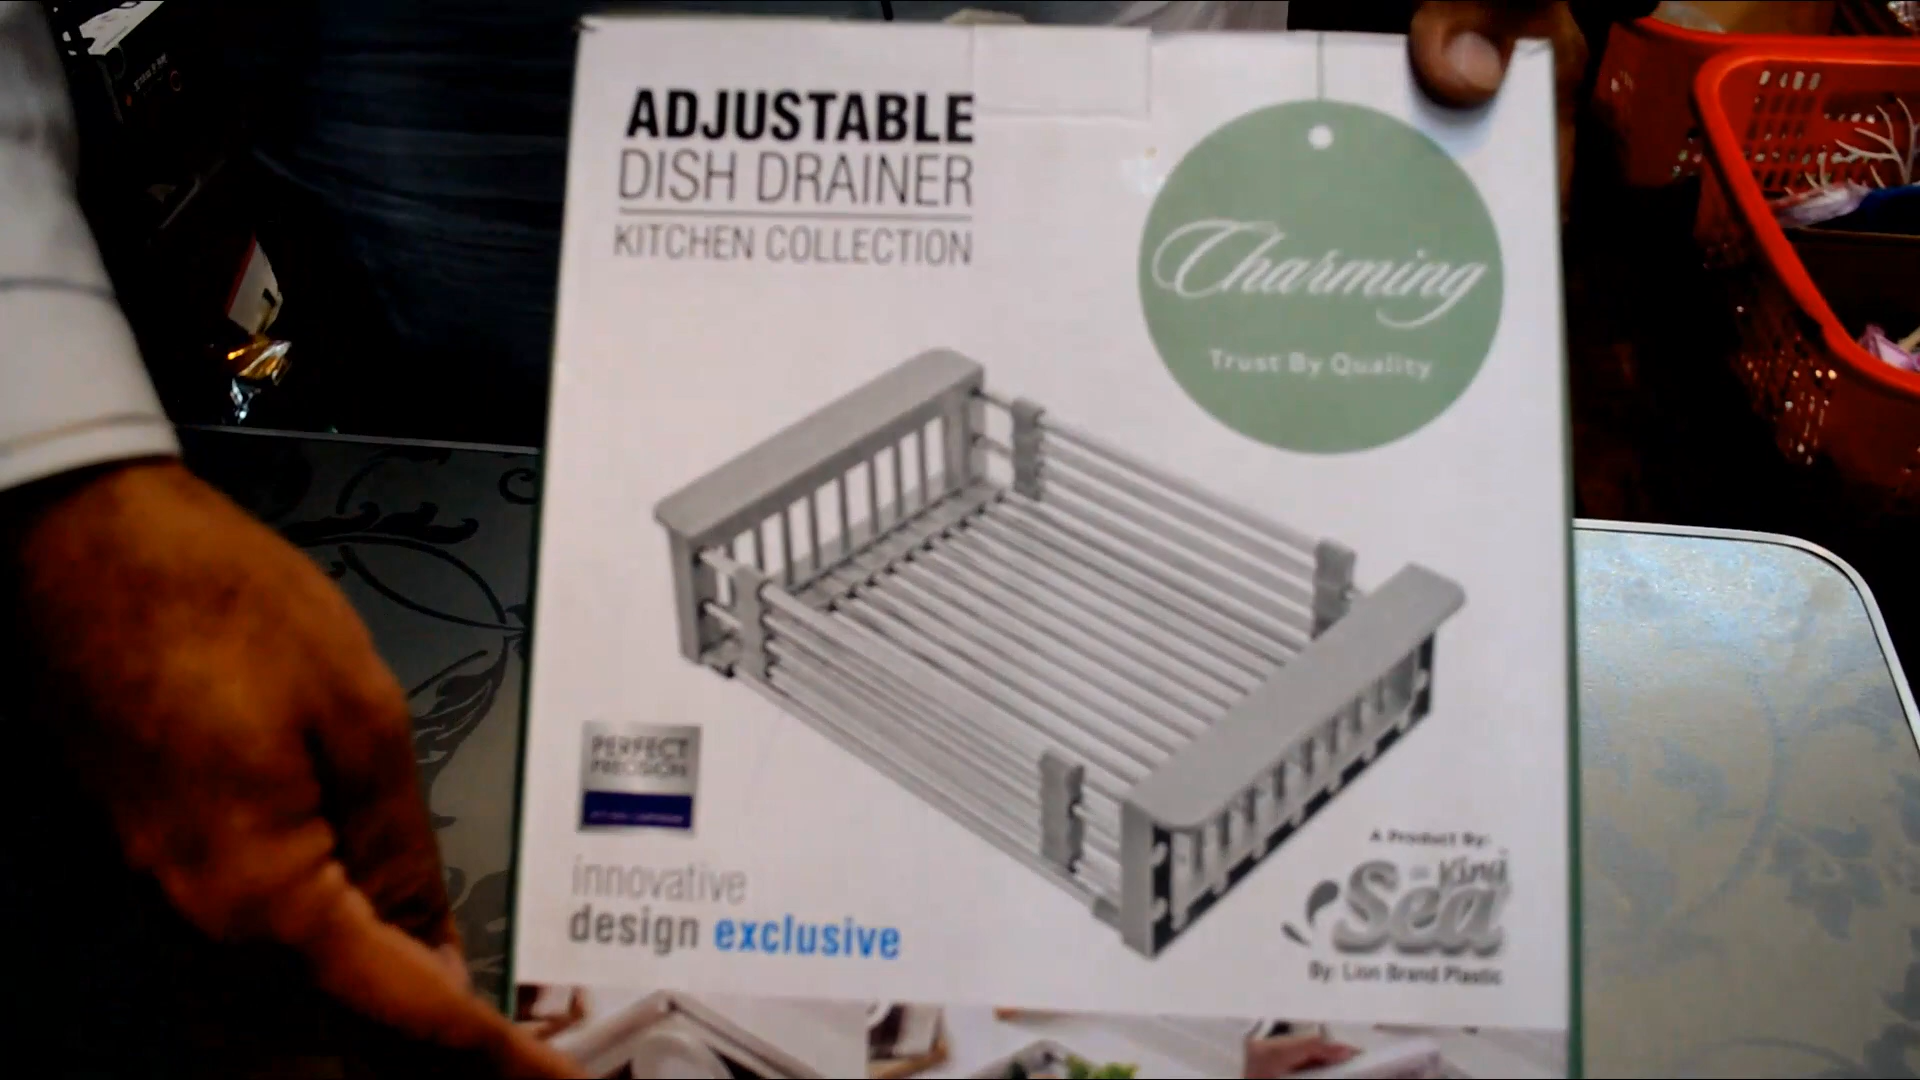 ADJUSTABLE
DISH DRAINER
KITCHEN COLLECTION
Charming
Trust By Quality
PERFECT
PRECISION
innovative
design exclusive
A Product By:
King
Sea
By: Lion Brand Plastic